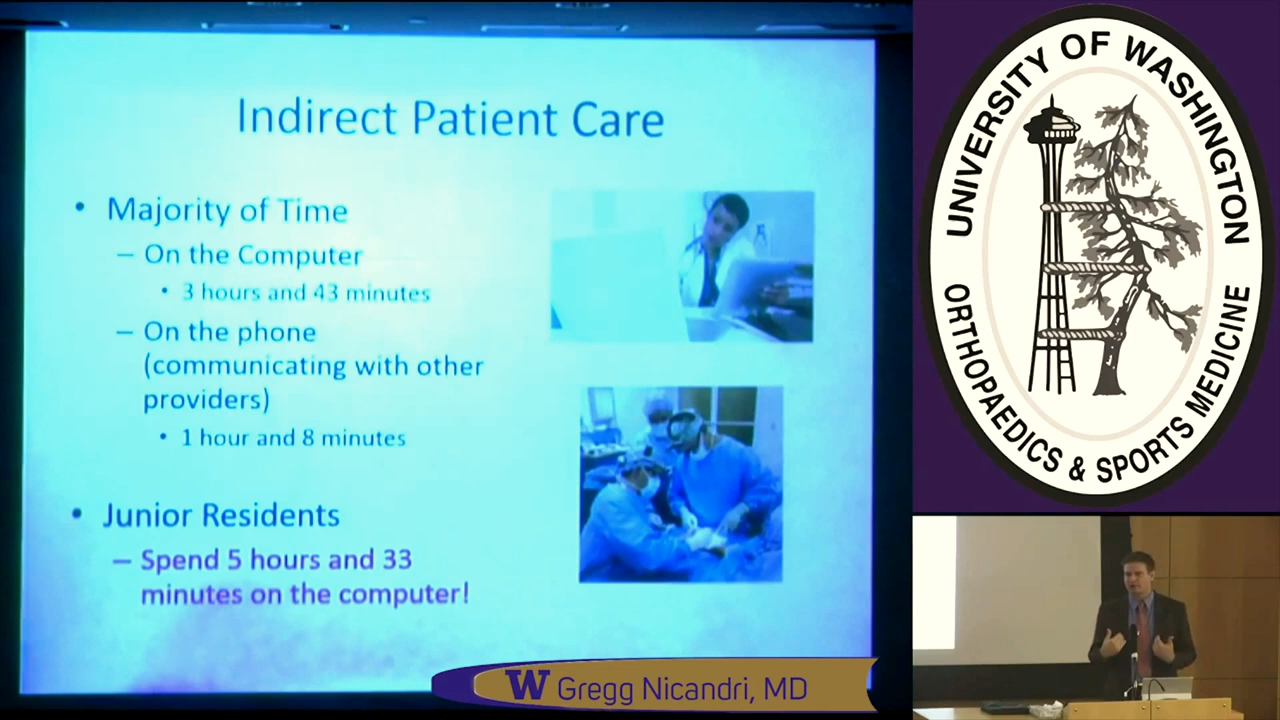 Indirect Patient Care
• Majority of Time
– On the Computer
• 3 hours and 43 minutes
– On the phone
(communicating with other
providers)
• 1 hour and 8 minutes
• Junior Residents
– Spend 5 hours and 33
minutes on the computer!
W Gregg Nicandri, MD
UNIVERSITY OF WASHINGTON
ORTHOPAEDICS & SPORTS MEDICINE